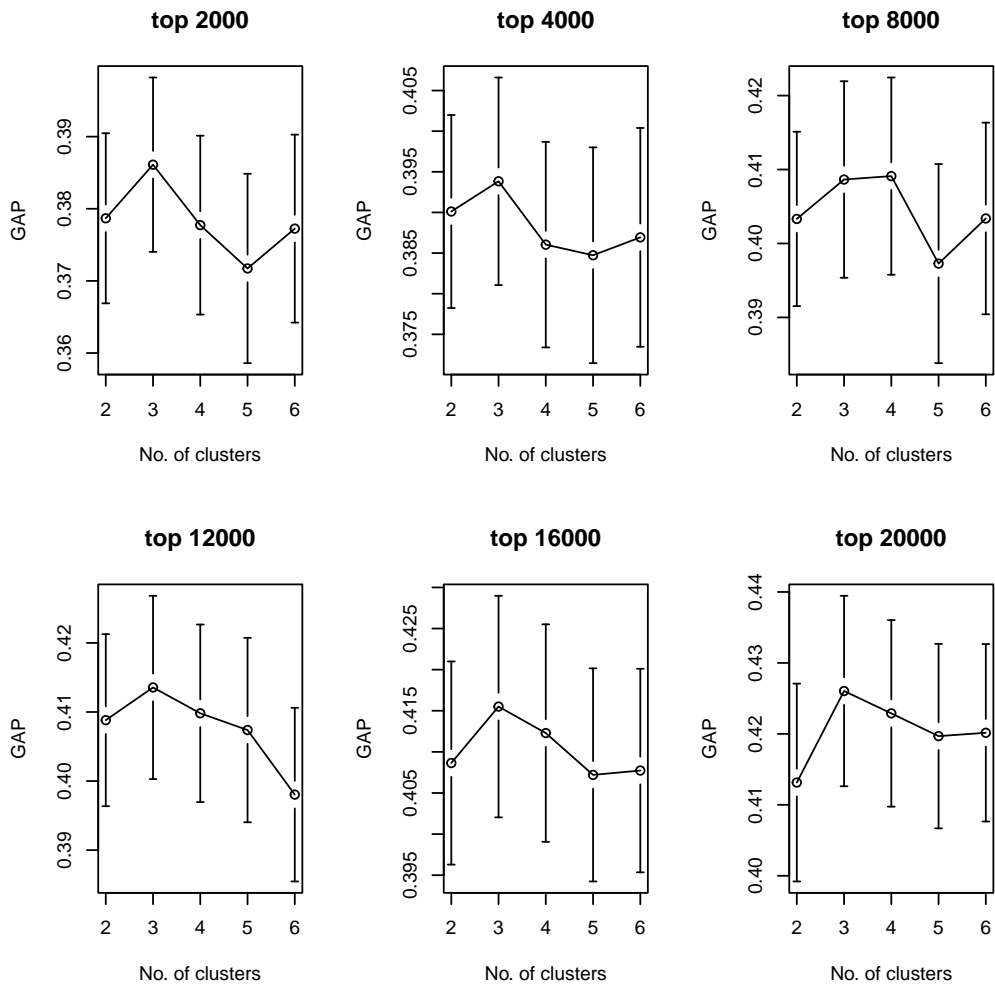 top 2000
GAP
0.39
0.38
0.37
0.36
2 3 4 5 6
No. of clusters
top 4000
GAP
0.405
0.395
0.385
0.375
2 3 4 5 6
No. of clusters
top 8000
GAP
0.42
0.41
0.40
0.39
2 3 4 5 6
No. of clusters
top 12000
GAP
0.42
0.41
0.40
0.39
2 3 4 5 6
No. of clusters
top 16000
GAP
0.425
0.415
0.405
0.395
2 3 4 5 6
No. of clusters
top 20000
GAP
0.44
0.43
0.42
0.41
0.40
2 3 4 5 6
No. of clusters